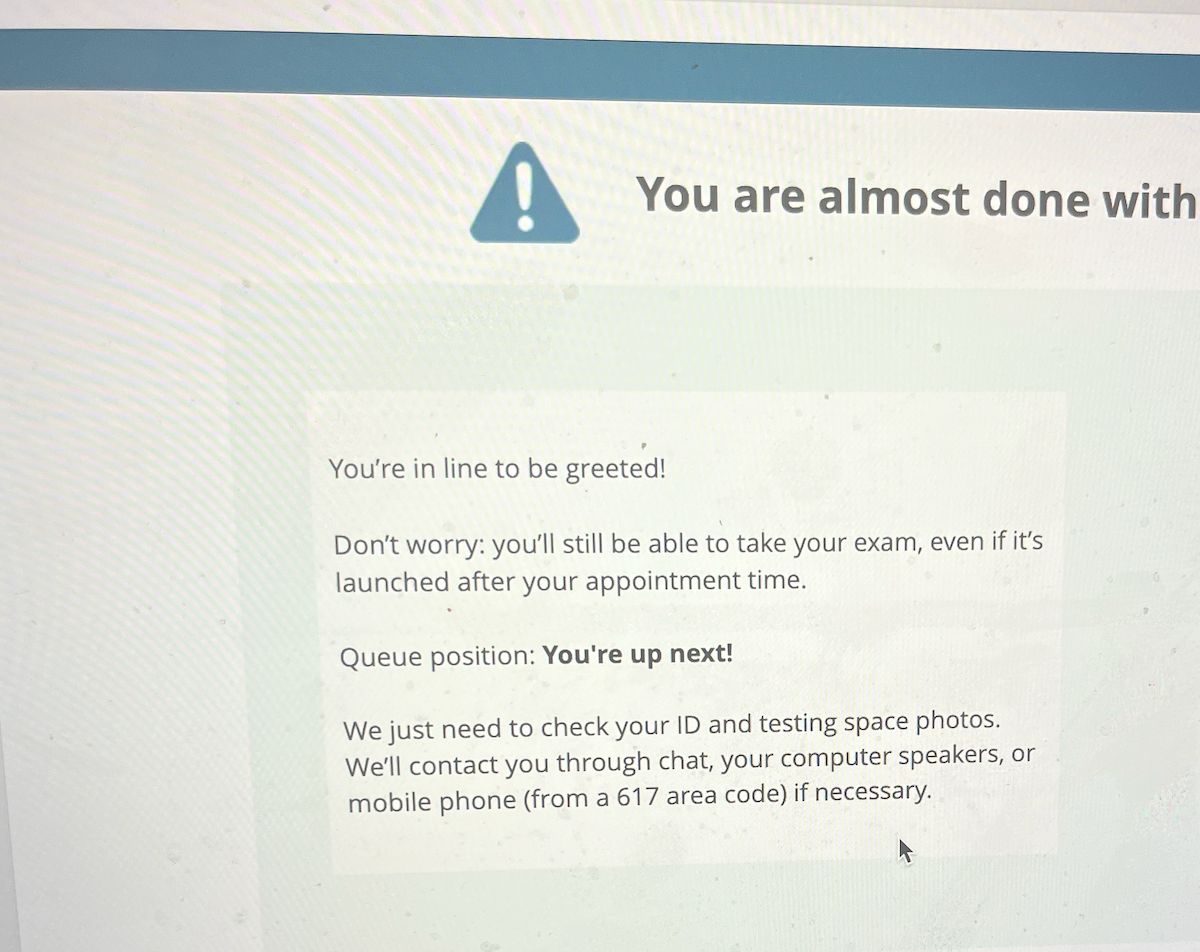 You are almost done with
You’re in line to be greeted!
Don’t worry: you’ll still be able to take your exam, even if it’s
launched after your appointment time.
Queue position: You're up next!
We just need to check your ID and testing space photos.
We’ll contact you through chat, your computer speakers, or
mobile phone (from a 617 area code) if necessary.